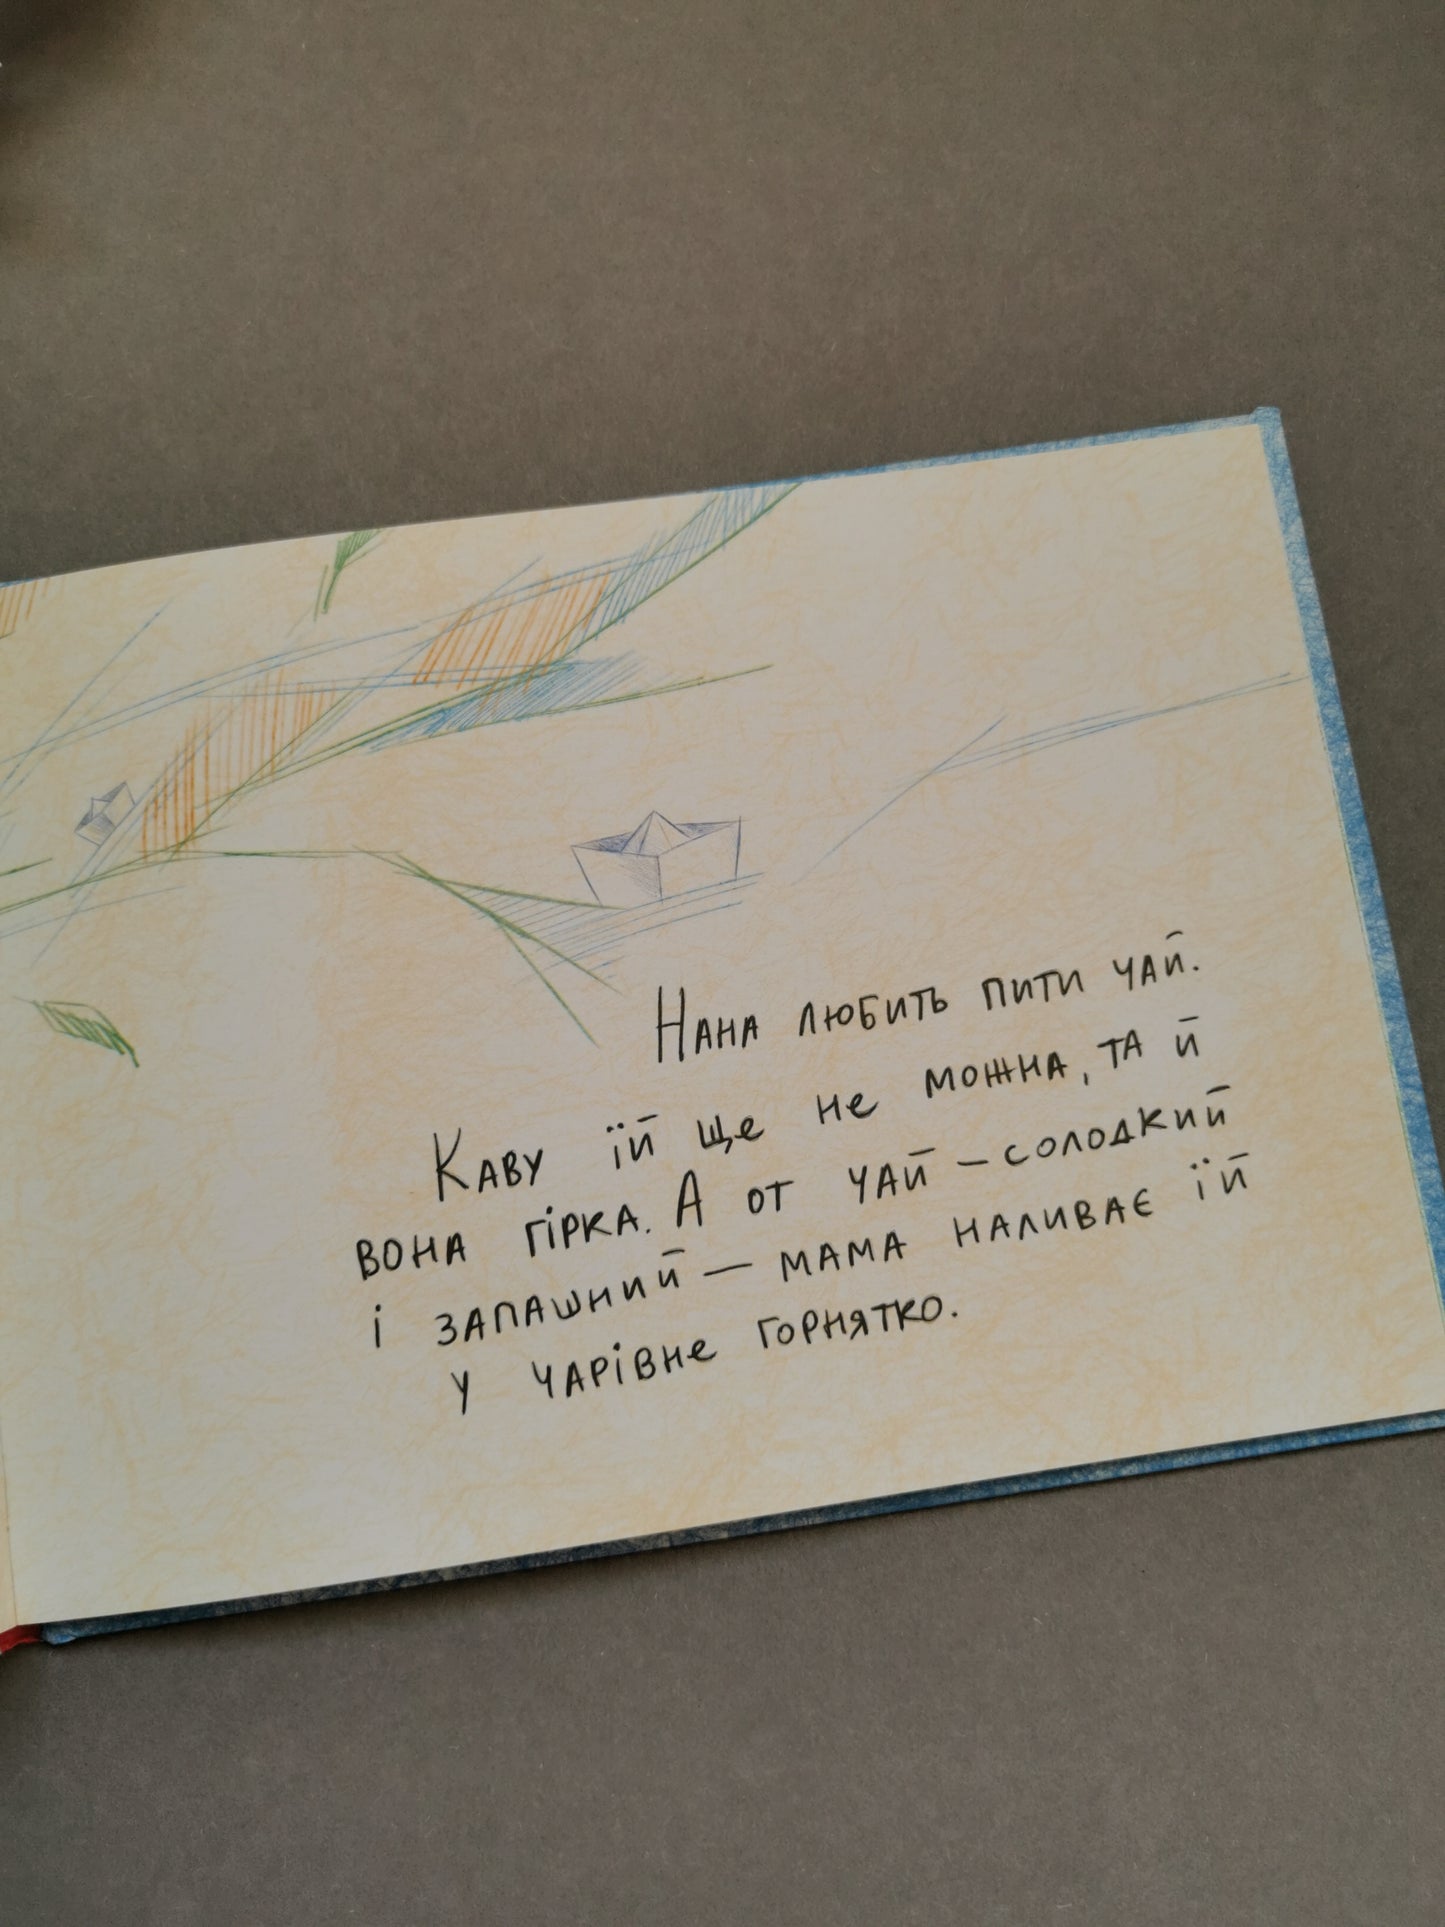 Нана любить пити чай.
Каву їй ще не можна, та й
вона гірка. А от чай – солодкий
і запашний – мама наливає їй
у чарівне горнятко.